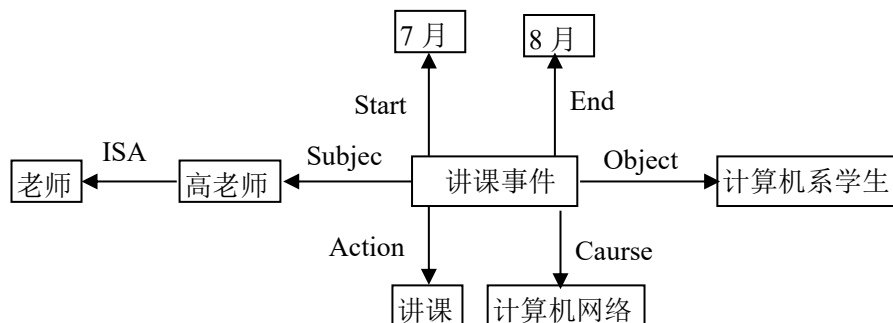 7 月
8 月
Start
End
ISA
Subjec
Object
老师
高老师
讲课事件
计算机系学生
Action
Caurse
讲课
计算机网络